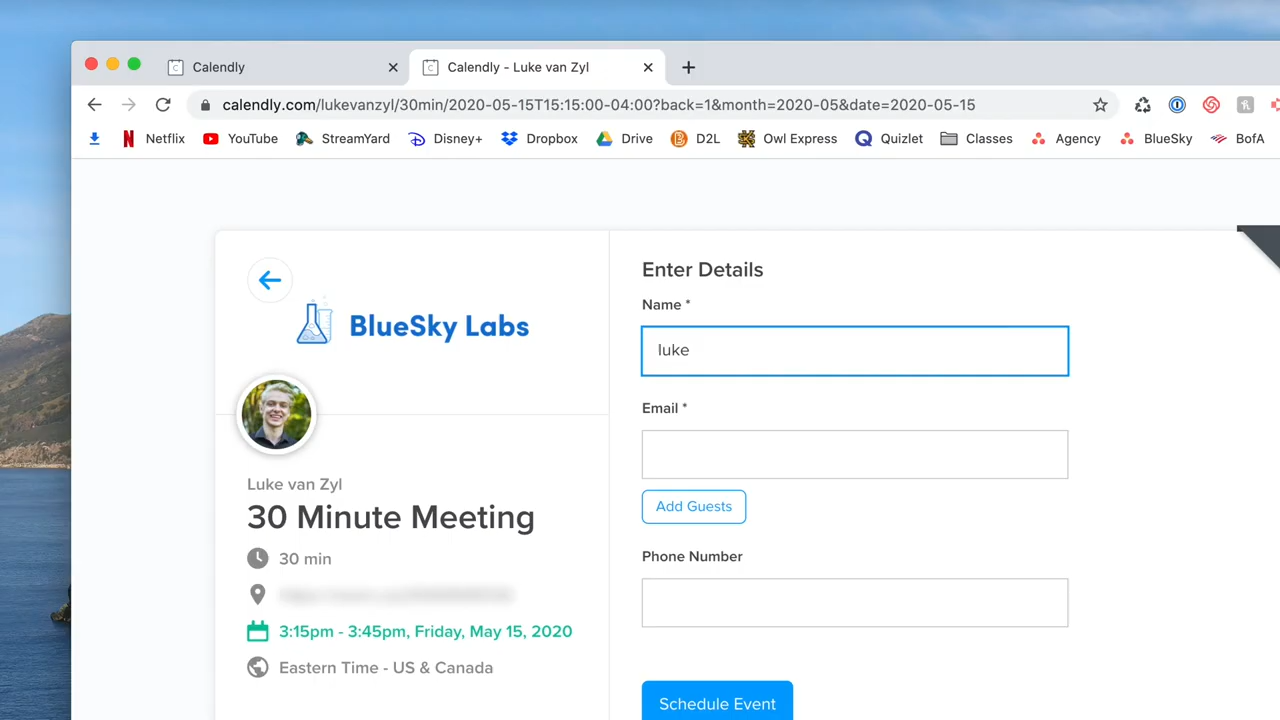 Calendly
Calendly - Luke van Zyl
calendly.com/lukevanzyl/30min/2020-05-15T15:15:00-04:00?back=1&month=2020-05&date=2020-05-15
Netflix YouTube StreamYard Disney+ Dropbox Drive D2L Owl Express Quizlet Classes Agency BlueSky BofA
BlueSky Labs
Luke van Zyl
30 Minute Meeting
30 min
3:15pm - 3:45pm, Friday, May 15, 2020
Eastern Time - US & Canada
Enter Details
Name *
luke
Email *
Add Guests
Phone Number
Schedule Event